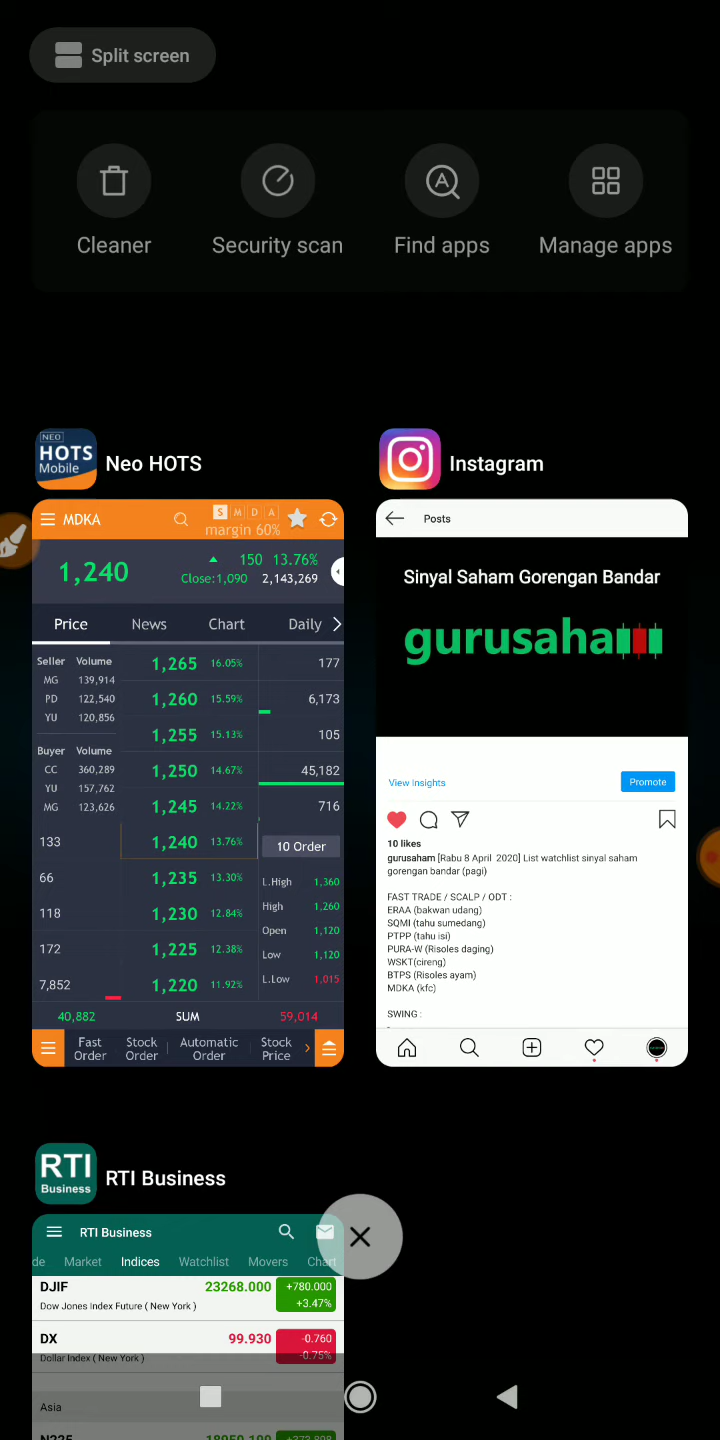 Split screen
Cleaner
Security scan
Find apps
Manage apps
NEO
HOTS
Mobile
Neo HOTS
MDKA
S M D A
margin 60%
1,240
150 13.76%
Close:1,090 2,143,269
Price News Chart Daily
Seller Volume
MG 139,914
PD 122,540
YU 120,856
Buyer Volume
CC 360,289
YU 157,762
MG 123,626
1,265 16.05% 177
1,260 15.59% 6,173
1,255 15.13% 105
1,250 14.67% 45,182
1,245 14.22% 716
133 1,240 13.76% 10 Order
66 1,235 13.30%
118 1,230 12.84%
172 1,225 12.38%
7,852 1,220 11.92%
L.High 1,360
High 1,260
Open 1,120
Low 1,120
L.Low 1,015
40,882 SUM 59,014
Fast Order
Stock Order
Automatic Order
Stock Price
Instagram
Posts
Sinyal Saham Gorengan Bandar
gurusaham
View Insights
Promote
10 likes
gurusaham [Rabu 8 April 2020] List watchlist sinyal saham
gorengan bandar (pagi)
FAST TRADE / SCALP / ODT :
ERAA (bakwan udang)
SQMI (tahu sumedang)
PTPP (tahu isi)
PURA-W (Risoles daging)
WSKT(cireng)
BTPS (Risoles ayam)
MDKA (kfc)
SWING :
RTI
Business
RTI Business
RTI Business
de Market Indices Watchlist Movers Chart
DJIF 23268.000 +780.000
Dow Jones Index Future ( New York ) +3.47%
DX 99.930 -0.760
Dollar Index ( New York ) -0.75%
Asia